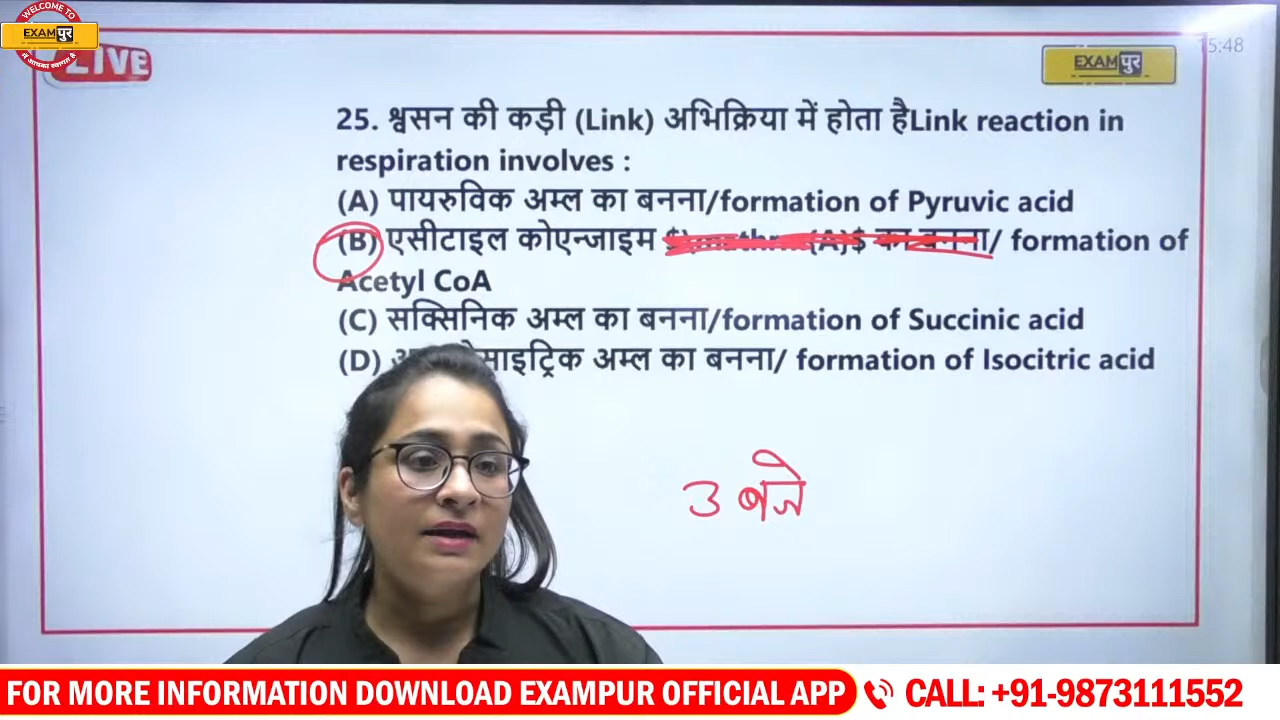 WELCOME TO
EXAMपुर
में आपका स्वागत है
LIVE
EXAMपुर
5:48
25. श्वसन की कड़ी (Link) अभिक्रिया में होता हैLink reaction in
respiration involves :
(A) पायरुविक अम्ल का बनना/formation of Pyruvic acid
(B) एसीटाइल कोएन्जाइम का बनना/ formation of
Acetyl CoA
(C) सक्सिनिक अम्ल का बनना/formation of Succinic acid
(D) अम्ल का बनना/ formation of Isocitric acid
3 बजे
FOR MORE INFORMATION DOWNLOAD EXAMPUR OFFICIAL APP
CALL: +91-9873111552